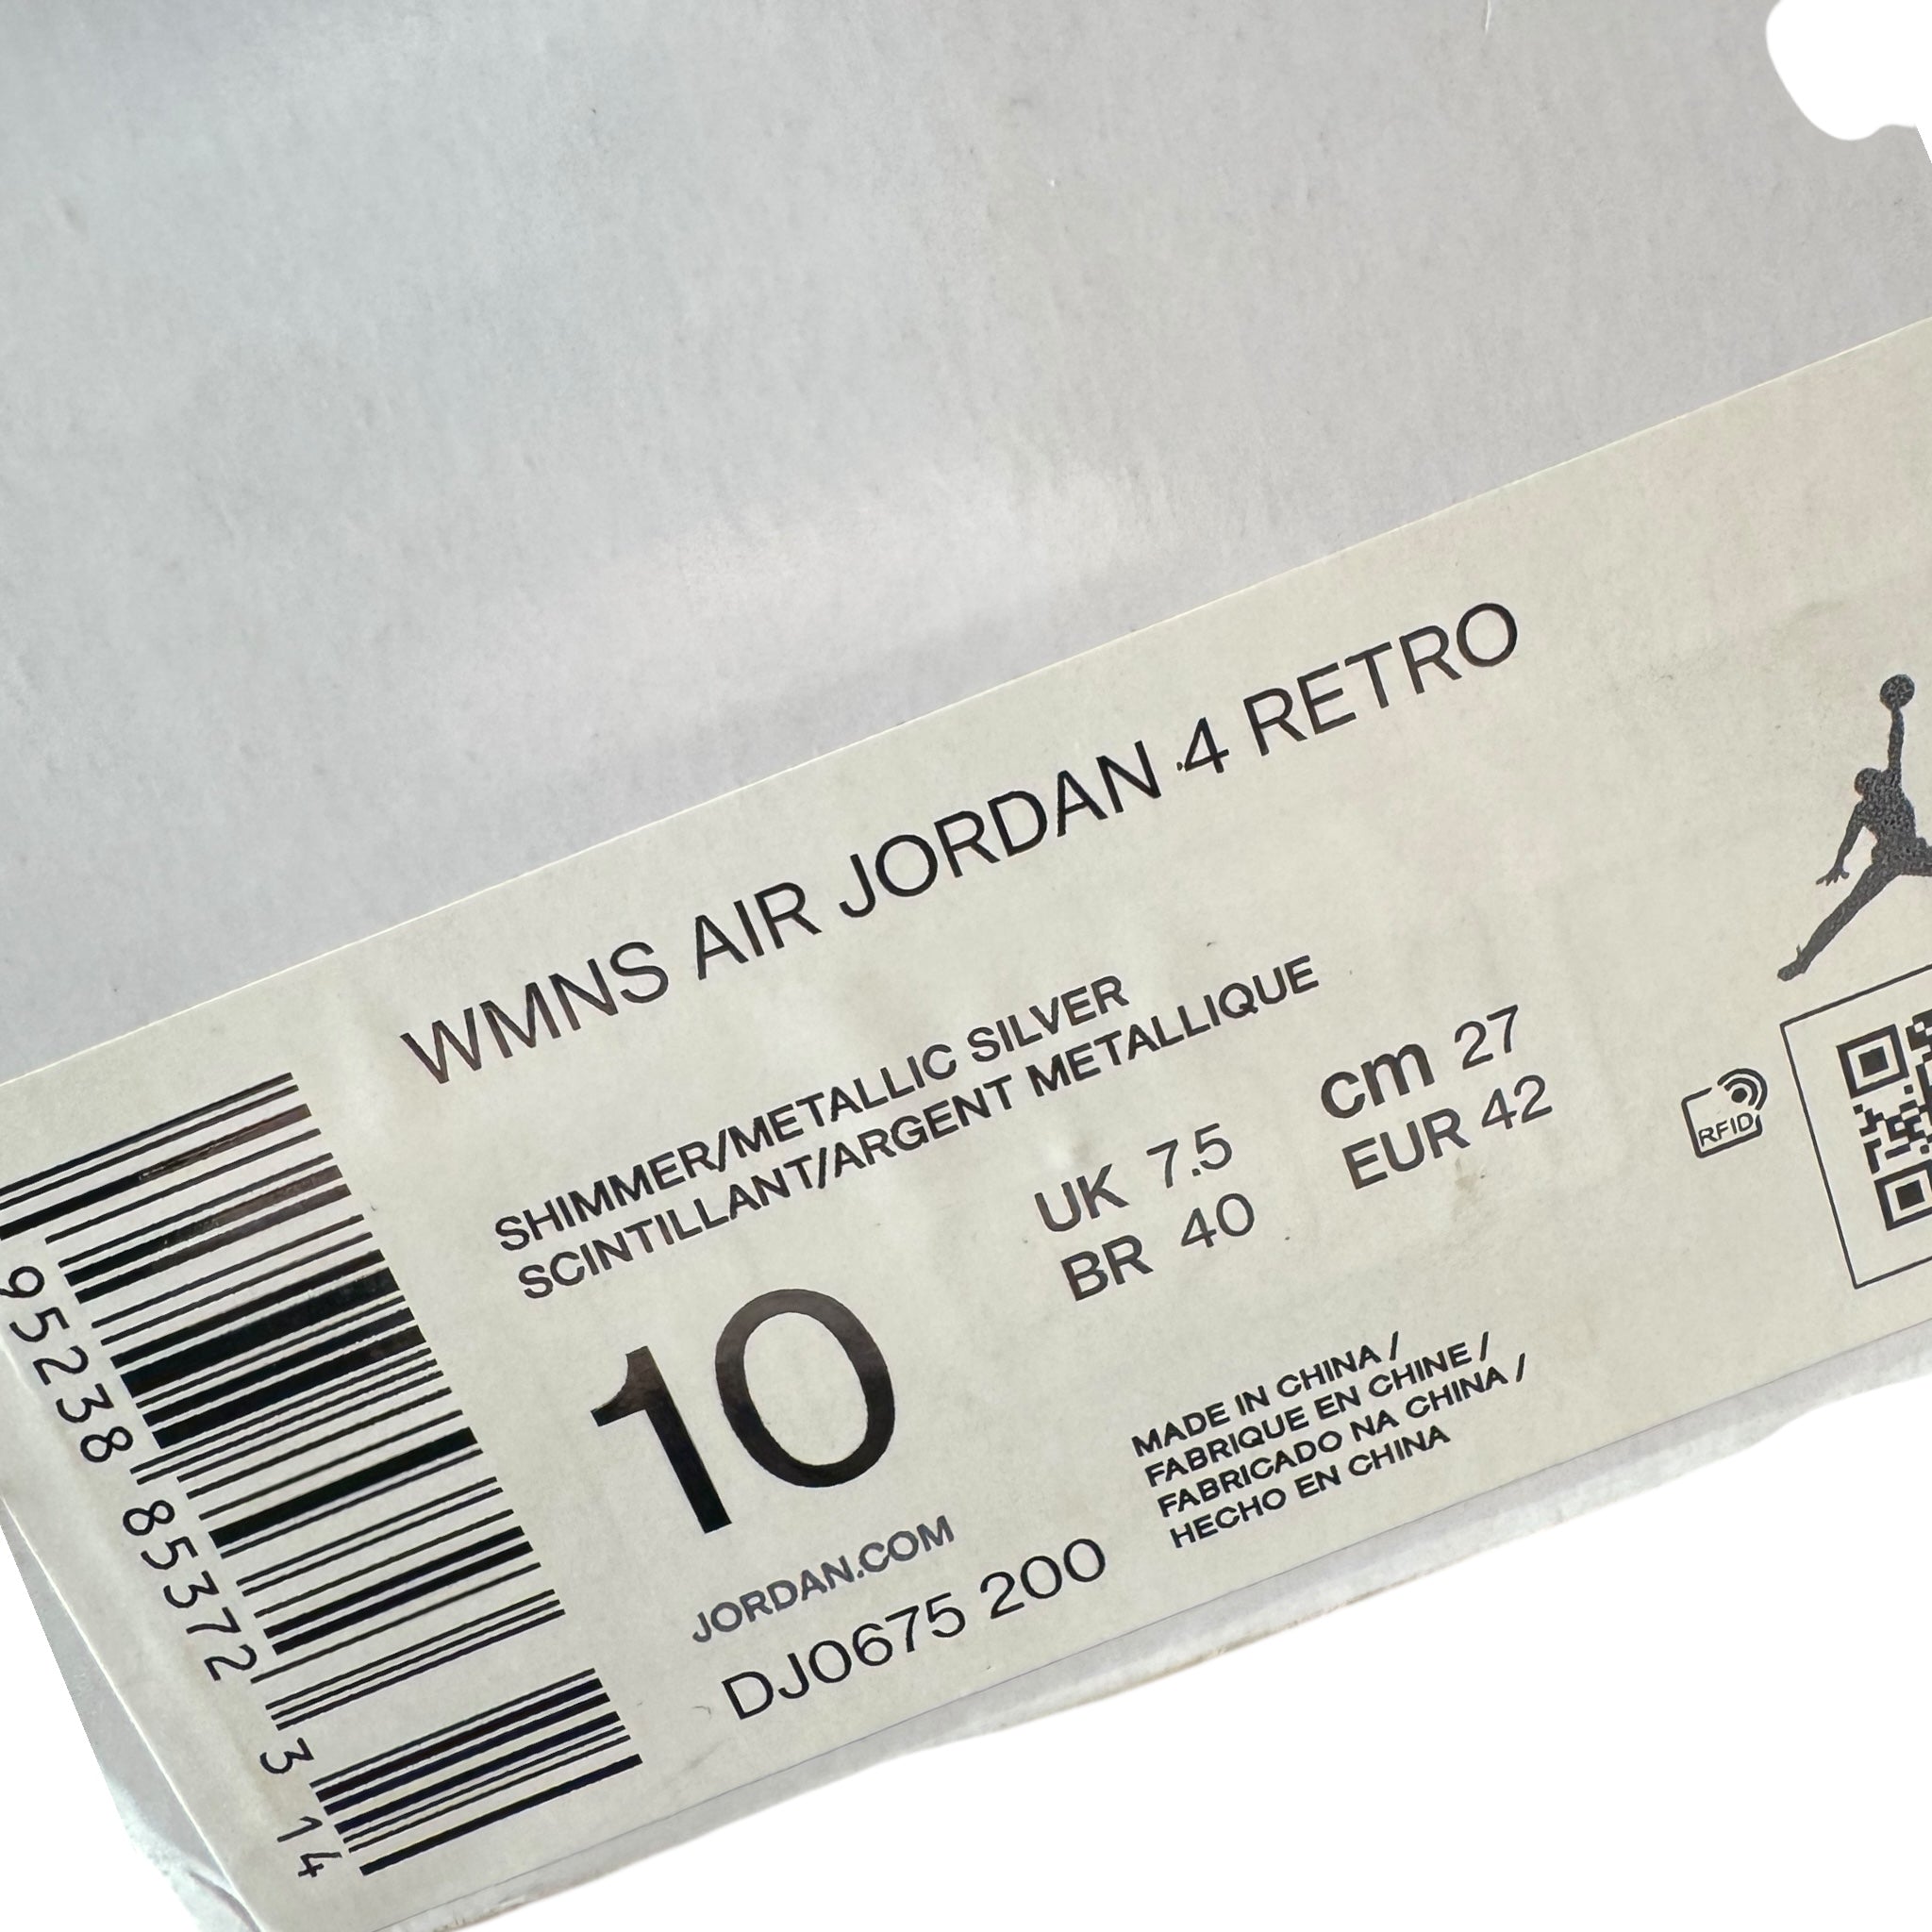 WMNS AIR JORDAN 4 RETRO
SHIMMER/METALLIC SILVER
SCINTILLANT/ARGENT METALLIQUE
10
UK 7.5
BR 40
cm 27
EUR 42
RFID
JORDAN.COM
DJ0675 200
MADE IN CHINA /
FABRIQUE EN CHINE /
FABRICADO NA CHINA /
HECHO EN CHINA
95238 85372 3 14